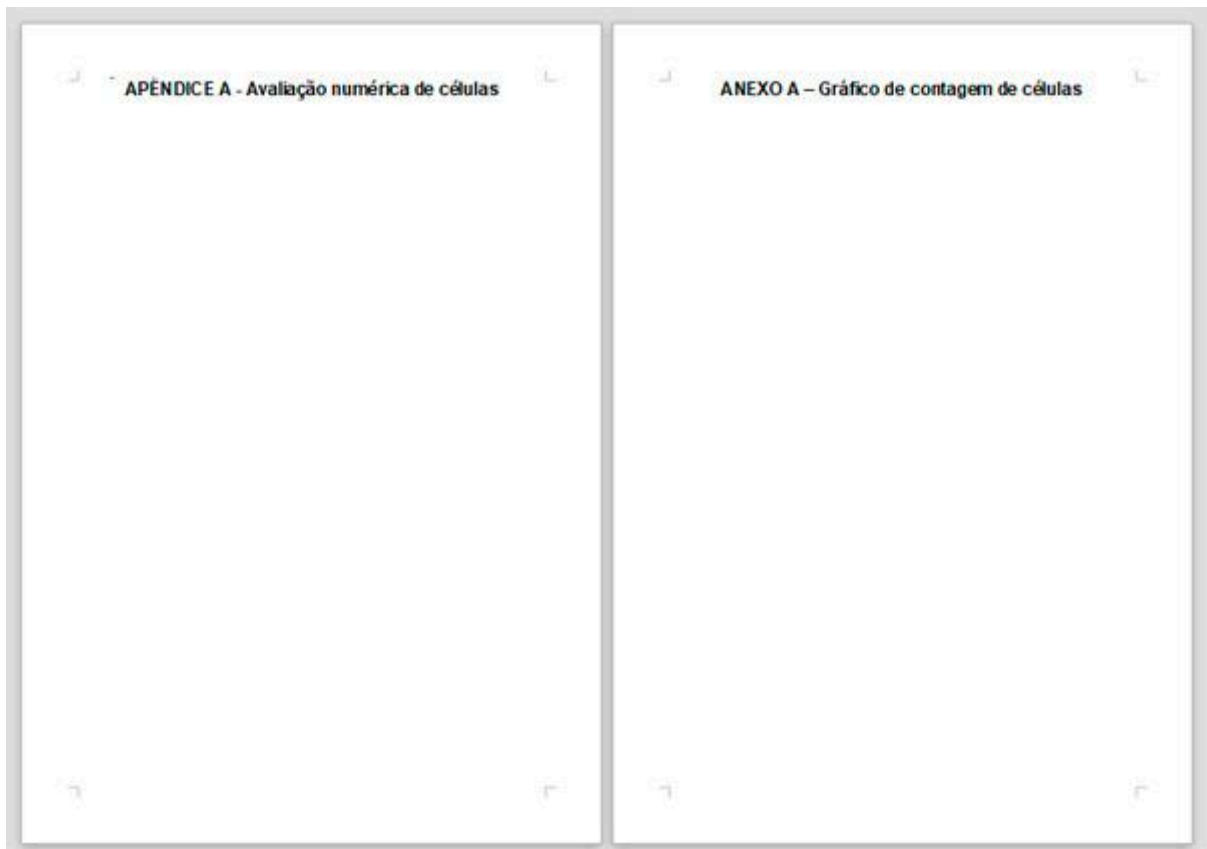 APÊNDICE A - Avaliação numérica de células
ANEXO A – Gráfico de contagem de células